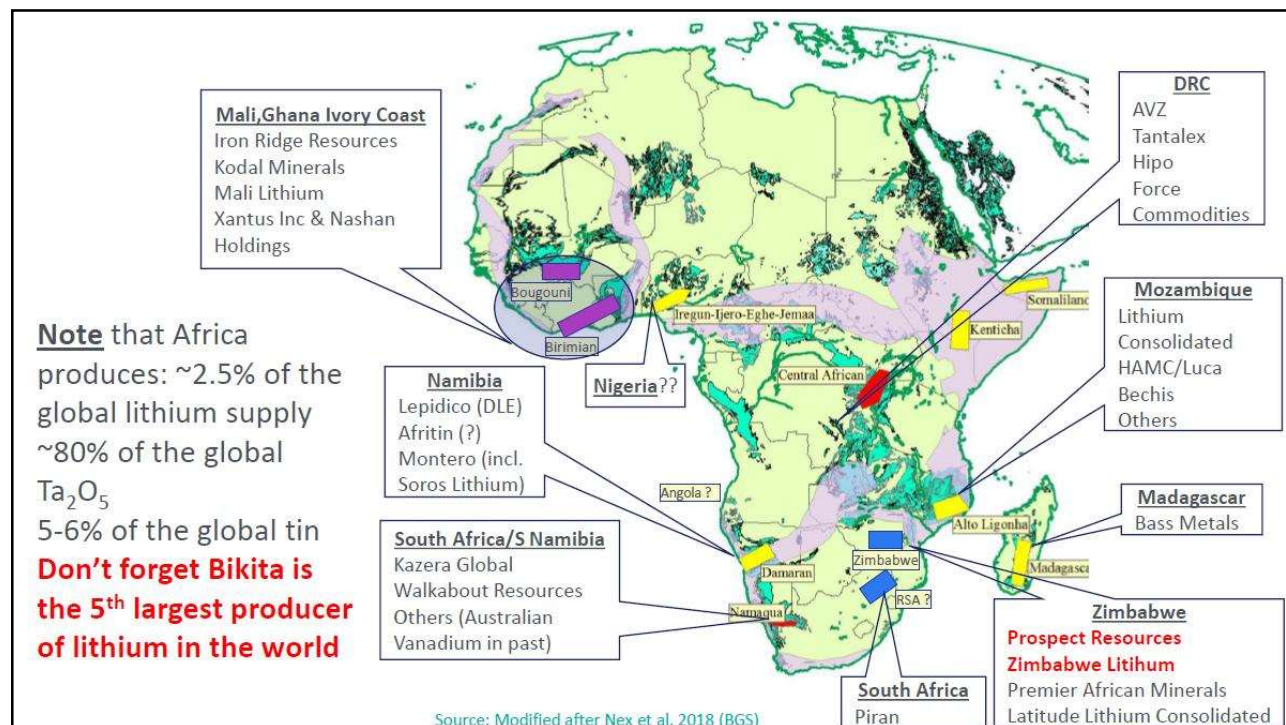 Mali,Ghana Ivory Coast
Iron Ridge Resources
Kodal Minerals
Mali Lithium
Xantus Inc & Nashan
Holdings
DRC
AVZ
Tantalex
Hipo
Force
Commodities
Bougouni
Birimian
Iregun-Ijero-Eghe-Jemaa
Somaliland
Kenticha
Central African
Nigeria??
Note that Africa
produces: ~2.5% of the
global lithium supply
~80% of the global
Ta2O5
5-6% of the global tin
Don’t forget Bikita is
the 5th largest producer
of lithium in the world
Namibia
Lepidico (DLE)
Afritin (?)
Montero (incl.
Soros Lithium)
Mozambique
Lithium
Consolidated
HAMC/Luca
Bechis
Others
Angola ?
Alto Ligonha
Madagascar
Bass Metals
South Africa/S Namibia
Kazera Global
Walkabout Resources
Others (Australian
Vanadium in past)
Damaran
Namaqua
Zimbabwe
RSA ?
Madagasca
Zimbabwe
Prospect Resources
Zimbabwe Litihum
Premier African Minerals
Latitude Lithium Consolidated
South Africa
Piran
Source: Modified after Nex et al. 2018 (BGS)